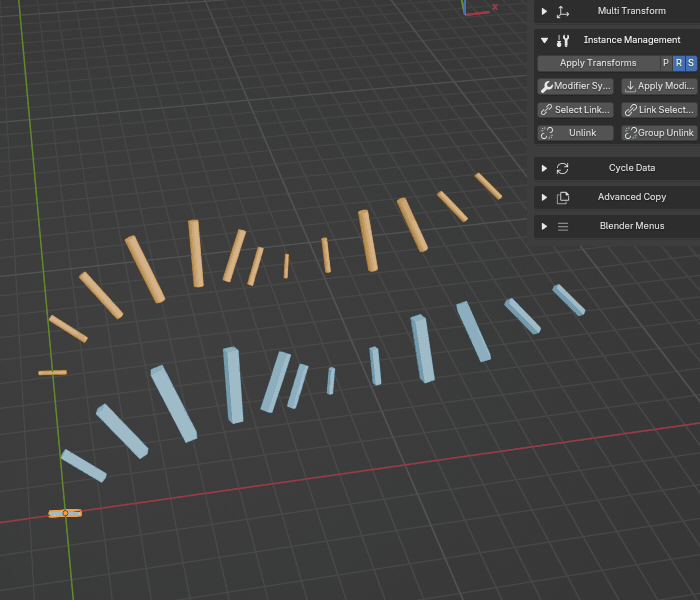 X
Multi Transform
Instance Management
Apply Transforms P R S
Modifier Sy... Apply Modi...
Select Link... Link Select...
Unlink Group Unlink
Cycle Data
Advanced Copy
Blender Menus